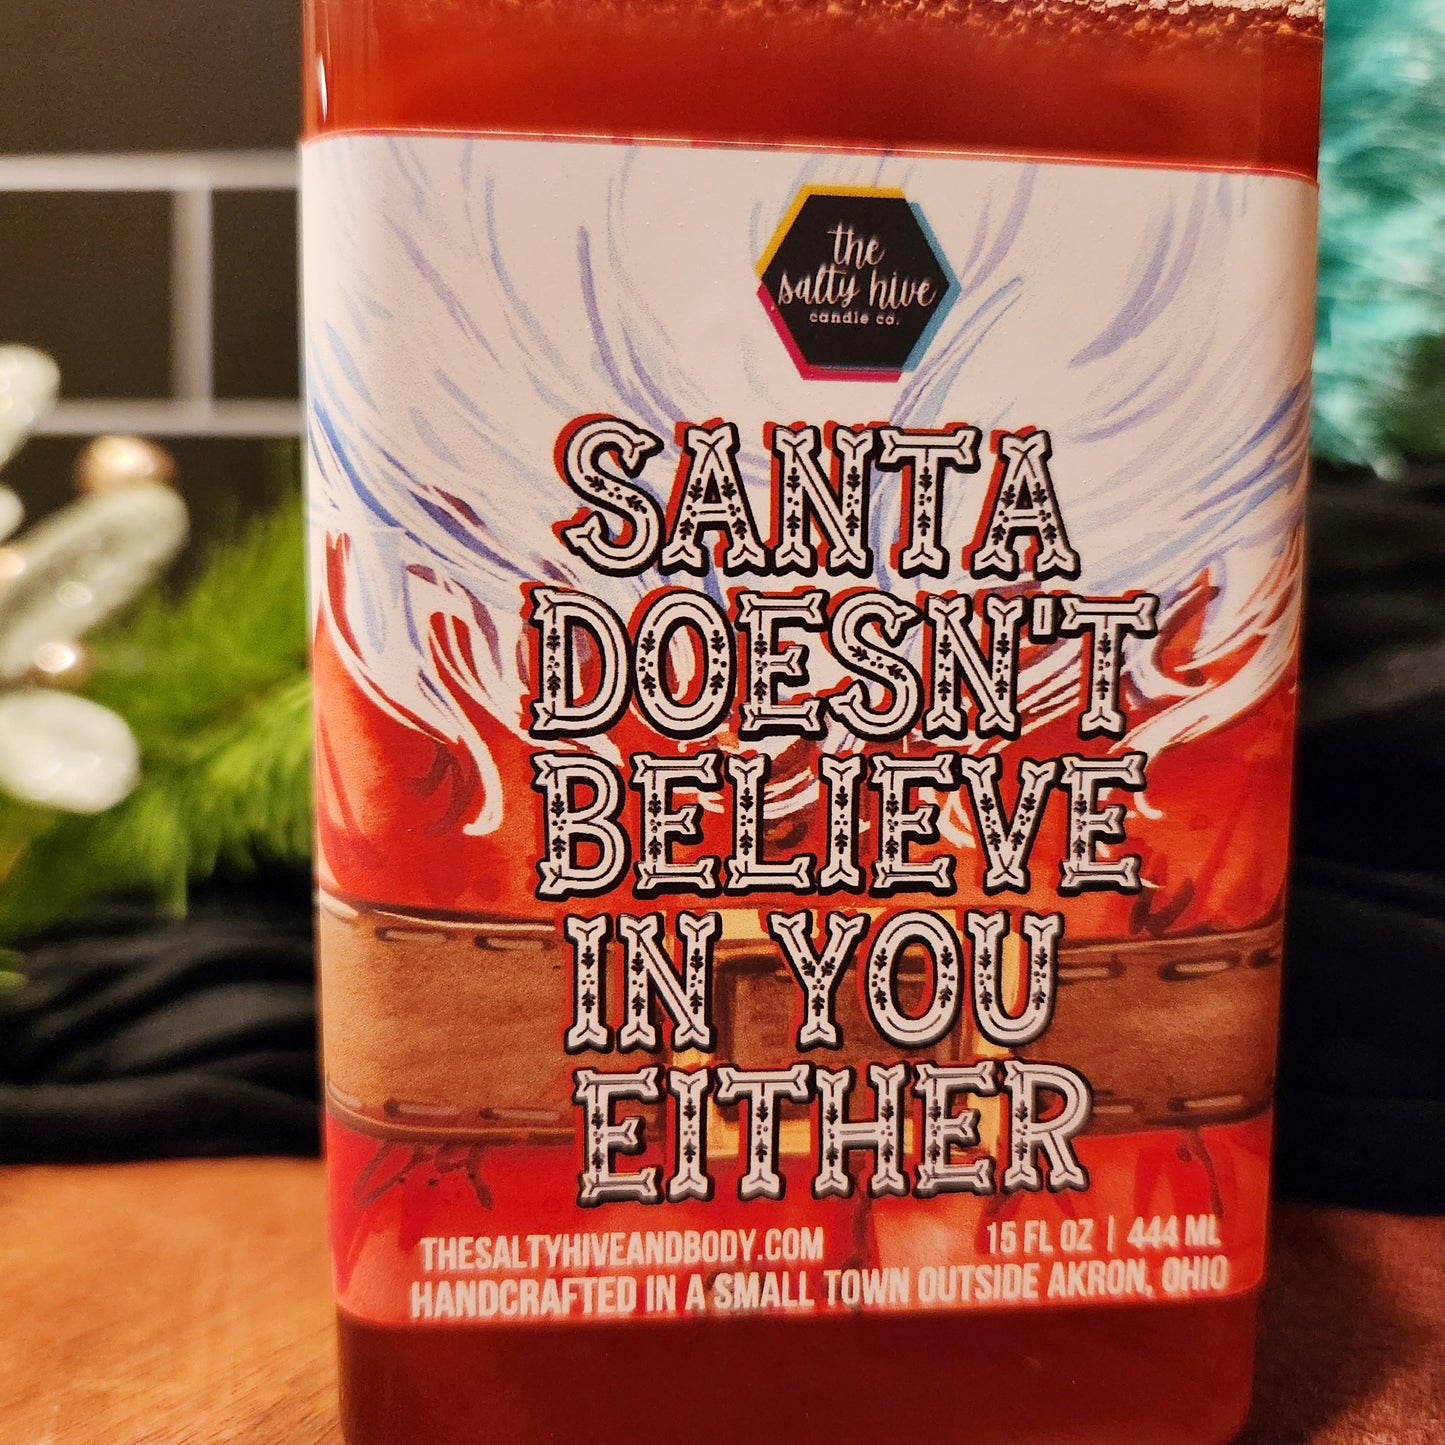 the
salty hive
candle co.
SANTA
DOESN'T
BELIEVE
IN YOU
EITHER
THESALTYHIVEANDBODY.COM
15 FL OZ | 444 ML
HANDCRAFTED IN A SMALL TOWN OUTSIDE AKRON, OHIO